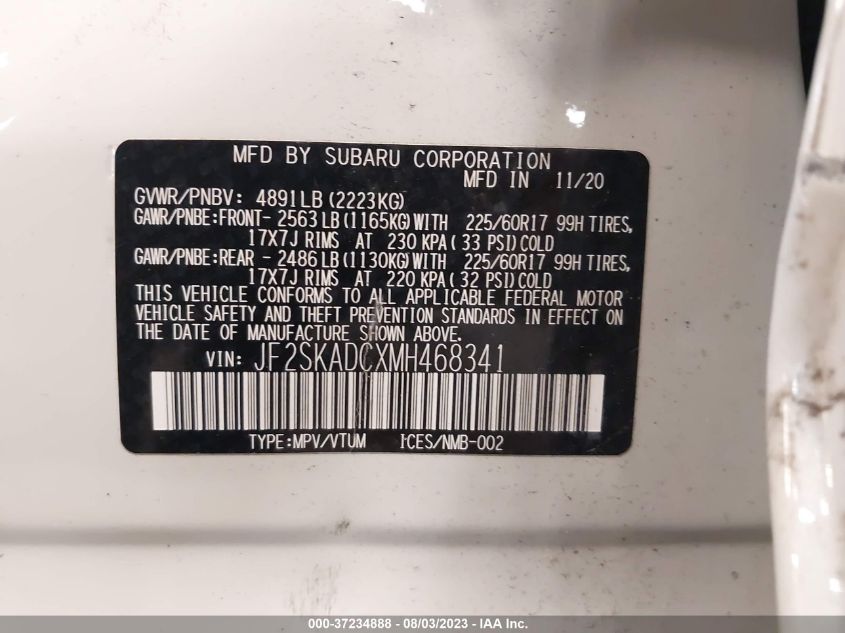 MFD BY SUBARU CORPORATION
MFD IN 11/20
GVWR/PNBV: 4891LB (2223KG)
GAWR/PNBE:FRONT- 2563LB (1165KG) WITH 225/60R17 99H TIRES,
17X7J RIMS AT 230 KPA ( 33 PSI) COLD
GAWR/PNBE:REAR - 2486LB (1130KG) WITH 225/60R17 99H TIRES,
17X7J RIMS AT 220 KPA ( 32 PSI) COLD
THIS VEHICLE CONFORMS TO ALL APPLICABLE FEDERAL MOTOR
VEHICLE SAFETY AND THEFT PREVENTION STANDARDS IN EFFECT ON
THE DATE OF MANUFACTURE SHOWN ABOVE.
VIN: JF2SKADCXMH468341
TYPE:MPV/VTUM I-CES/NMB-002
000-37234888 - 08/03/2023 - IAAI.COM